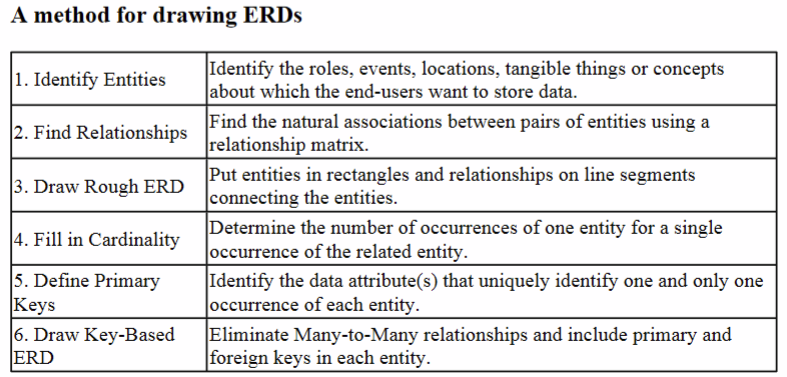 A method for drawing ERDs
1. Identify Entities
Identify the roles, events, locations, tangible things or concepts
about which the end-users want to store data.
2. Find Relationships
Find the natural associations between pairs of entities using a
relationship matrix.
3. Draw Rough ERD
Put entities in rectangles and relationships on line segments
connecting the entities.
4. Fill in Cardinality
Determine the number of occurrences of one entity for a single
occurrence of the related entity.
5. Define Primary
Keys
Identify the data attribute(s) that uniquely identify one and only one
occurrence of each entity.
6. Draw Key-Based
ERD
Eliminate Many-to-Many relationships and include primary and
foreign keys in each entity.